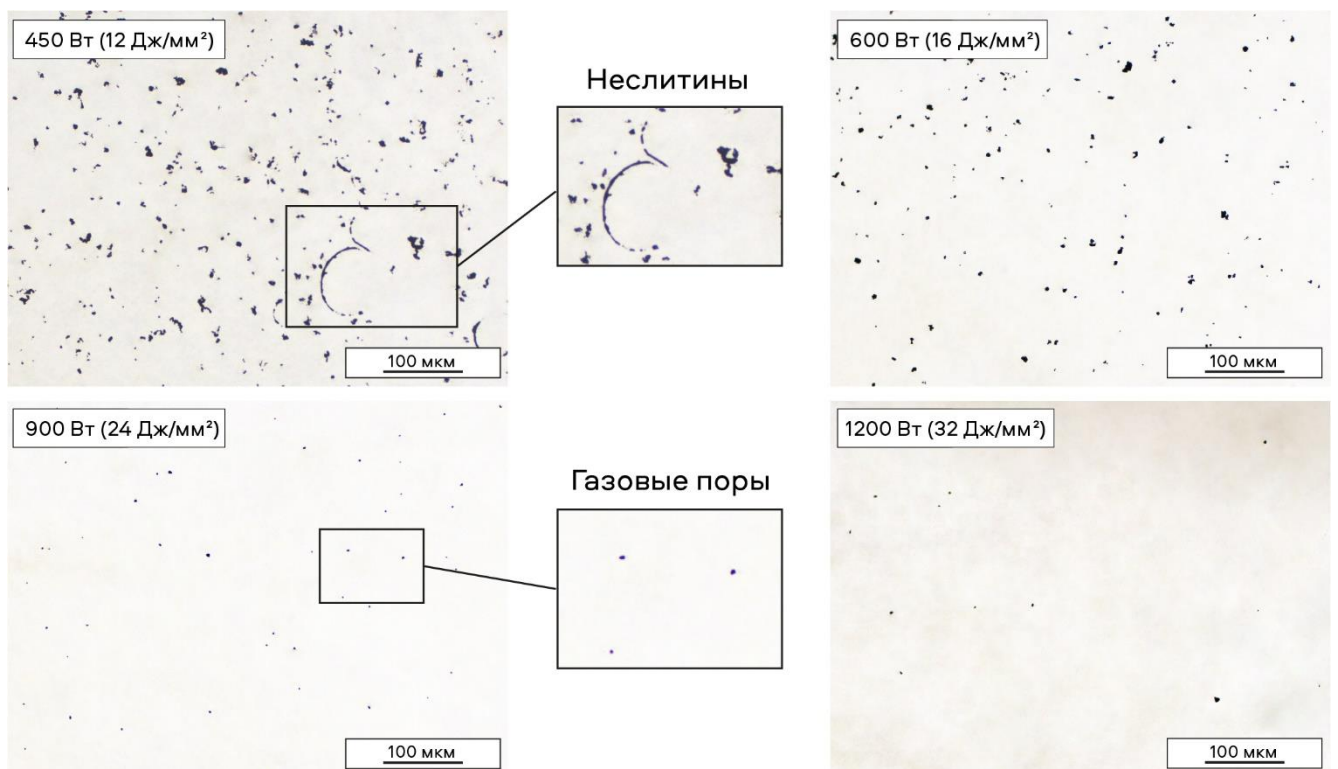 450 Вт (12 Дж/мм²)
Неслитины
600 Вт (16 Дж/мм²)
100 мкм
100 мкм
900 Вт (24 Дж/мм²)
Газовые поры
1200 Вт (32 Дж/мм²)
100 мкм
100 мкм